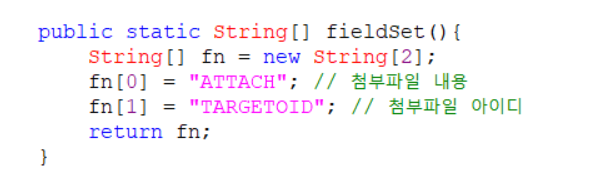 public static String[] fieldSet(){
    String[] fn = new String[2];
    fn[0] = "ATTACH"; // 첨부파일 내용
    fn[1] = "TARGETOID"; // 첨부파일 아이디
    return fn;
}